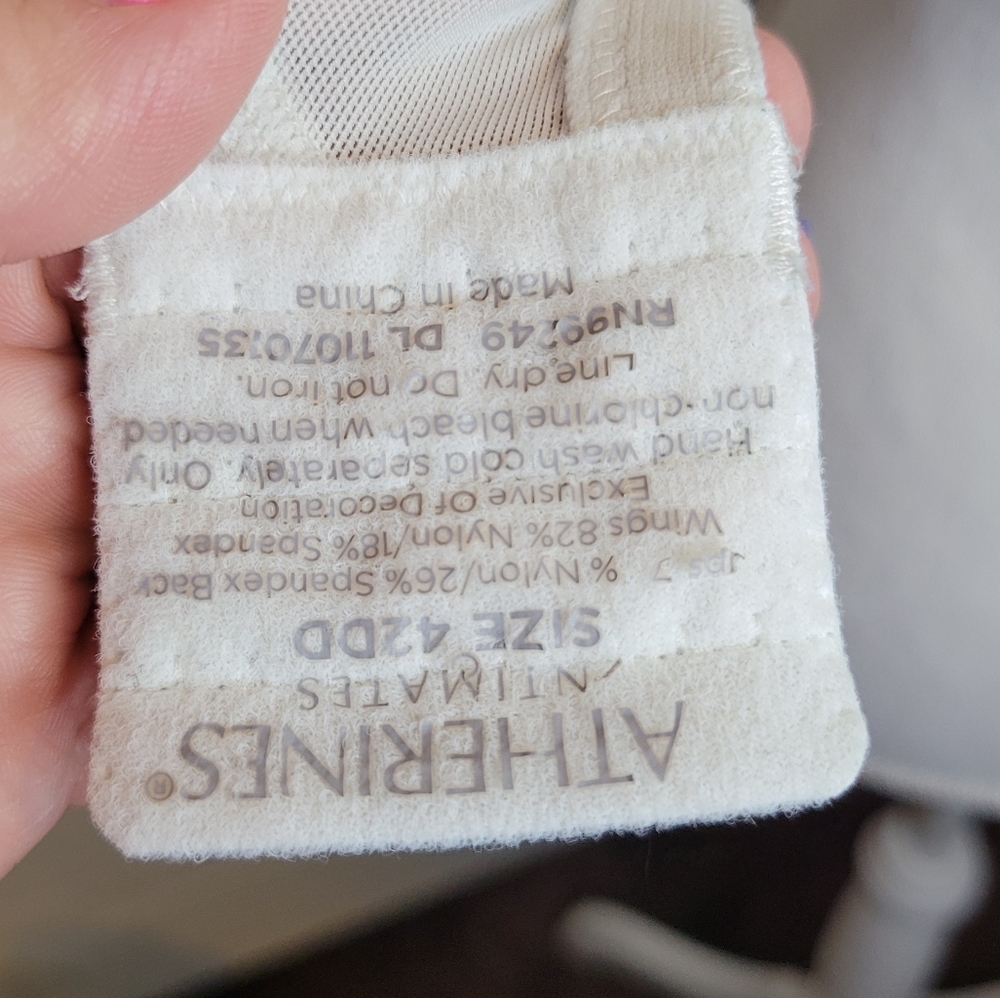 ATHERINES®
NTIMATES
SIZE 42DD
% Nylon/26% Spandex Back
Wings 82% Nylon/18% Spandex
Exclusive Of Decoration
Hand wash cold separately. Only
non-chlorine bleach when needed
Line dry. Do not iron.
RN99249 DL 1107035
Made in China